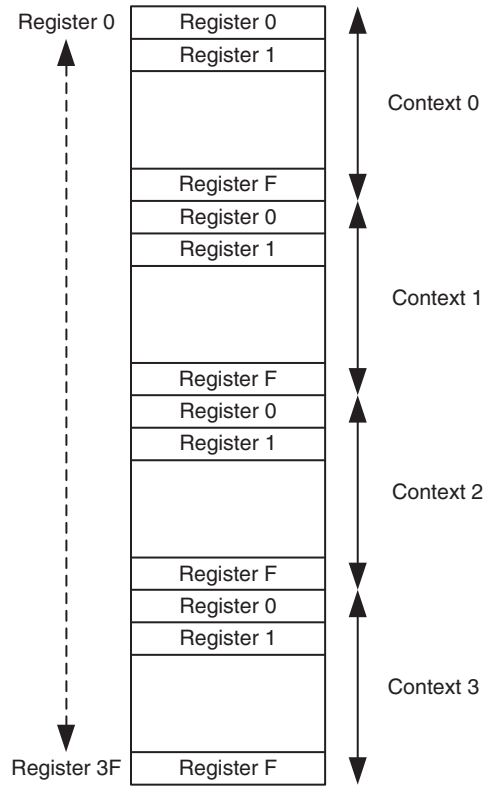 Register 0 Register 0
Register 1
Context 0
Register F
Register 0
Register 1
Context 1
Register F
Register 0
Register 1
Context 2
Register F
Register 0
Register 1
Context 3
Register 3F Register F